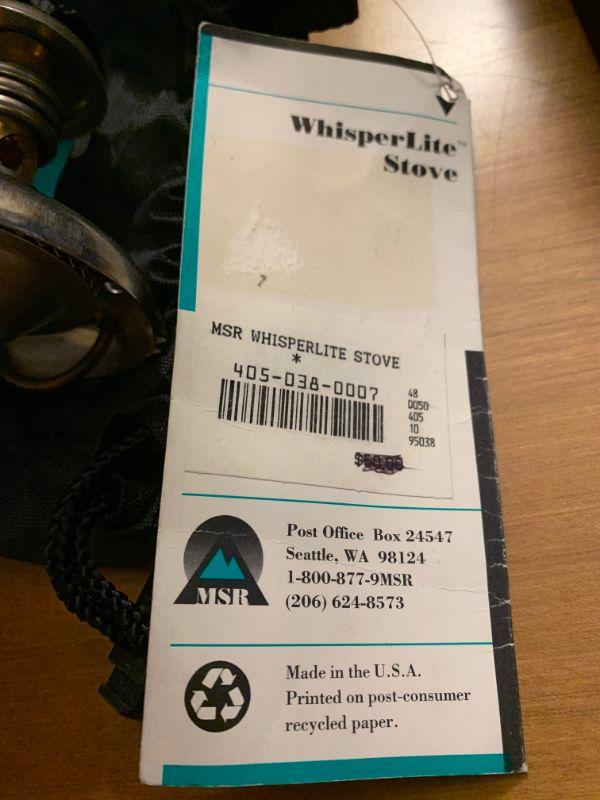 WhisperLite™
Stove
MSR WHISPERLITE STOVE
*
405-038-0007
48
D050
405
10
95038
Post Office Box 24547
Seattle, WA 98124
1-800-877-9MSR
(206) 624-8573
MSR
Made in the U.S.A.
Printed on post-consumer
recycled paper.